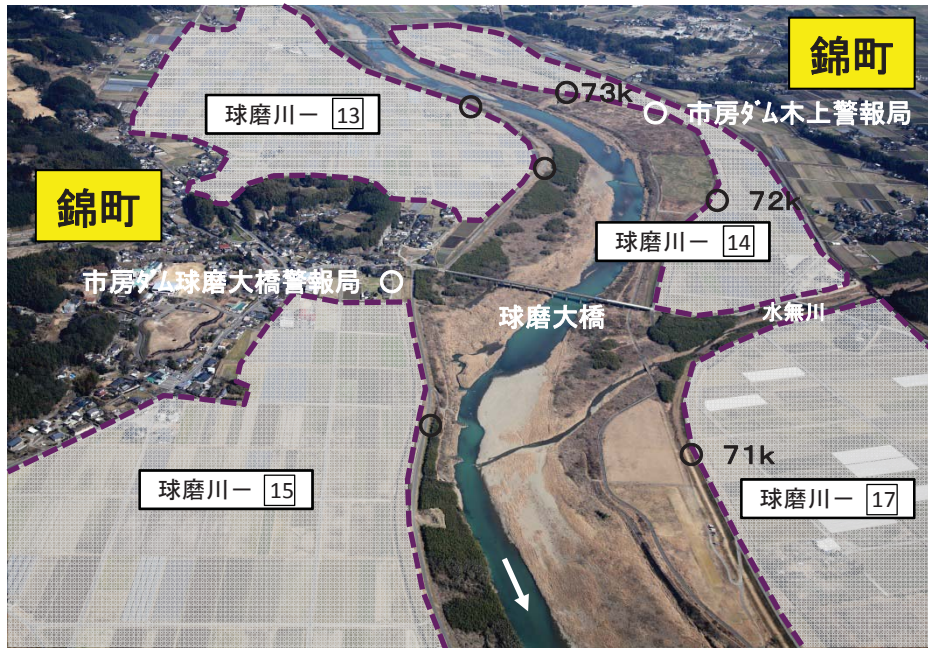 錦町
73k
球磨川ー 13
市房ダム木上警報局
錦町
72k
球磨川ー 14
市房ダム球磨大橋警報局
球磨大橋
水無川
71k
球磨川ー 15
球磨川ー 17